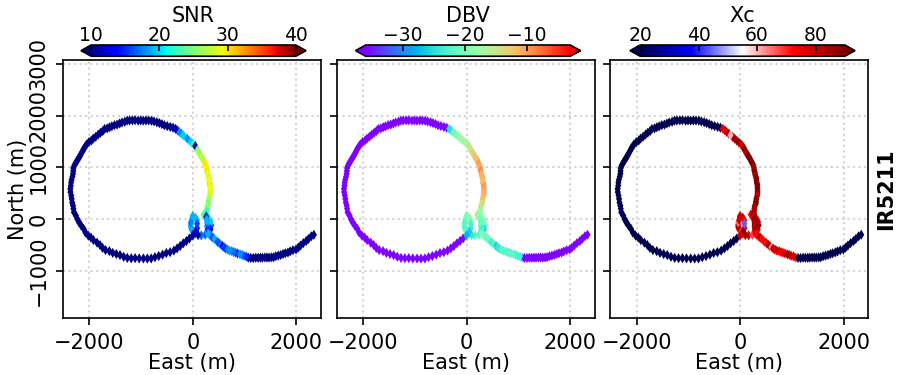 SNR DBV Xc
10 20 30 40 −30 −20 −10 20 40 60 80
North (m)
3000
2000
1000
0
−1000
IR5211
−2000 0 2000 −2000 0 2000 −2000 0 2000
East (m) East (m) East (m)